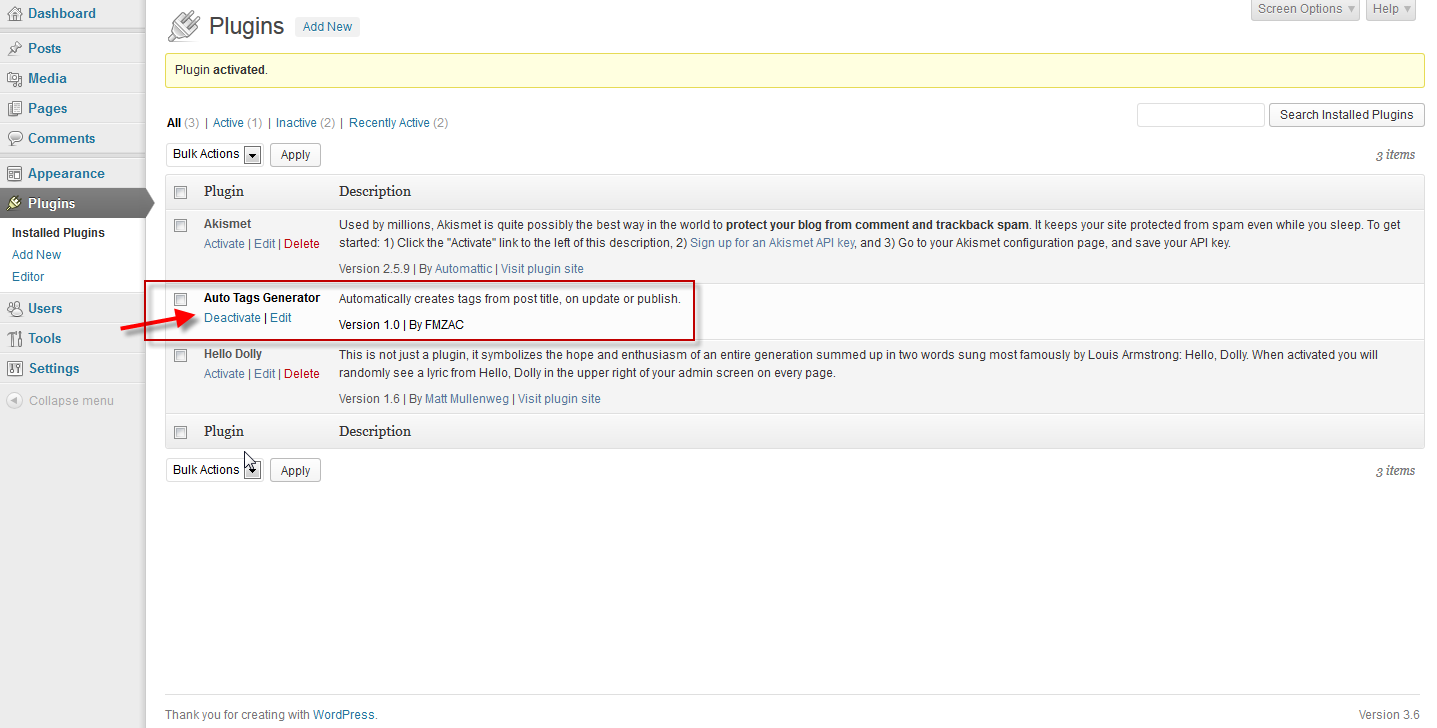 Dashboard
Posts
Media
Pages
Comments
Appearance
Plugins
Installed Plugins
Add New
Editor
Users
Tools
Settings
Collapse menu
Screen Options Help
Plugins Add New
Plugin activated.
All (3) | Active (1) | Inactive (2) | Recently Active (2)
Search Installed Plugins
Bulk Actions Apply
3 items
Plugin Description
Akismet
Activate | Edit | Delete
Used by millions, Akismet is quite possibly the best way in the world to protect your blog from comment and trackback spam. It keeps your site protected from spam even while you sleep. To get
started: 1) Click the "Activate" link to the left of this description, 2) Sign up for an Akismet API key, and 3) Go to your Akismet configuration page, and save your API key.
Version 2.5.9 | By Automattic | Visit plugin site
Auto Tags Generator
Deactivate | Edit
Automatically creates tags from post title, on update or publish.
Version 1.0 | By FMZAC
Hello Dolly
Activate | Edit | Delete
This is not just a plugin, it symbolizes the hope and enthusiasm of an entire generation summed up in two words sung most famously by Louis Armstrong: Hello, Dolly. When activated you will
randomly see a lyric from Hello, Dolly in the upper right of your admin screen on every page.
Version 1.6 | By Matt Mullenweg | Visit plugin site
Plugin Description
Bulk Actions Apply
3 items
Thank you for creating with WordPress.
Version 3.6